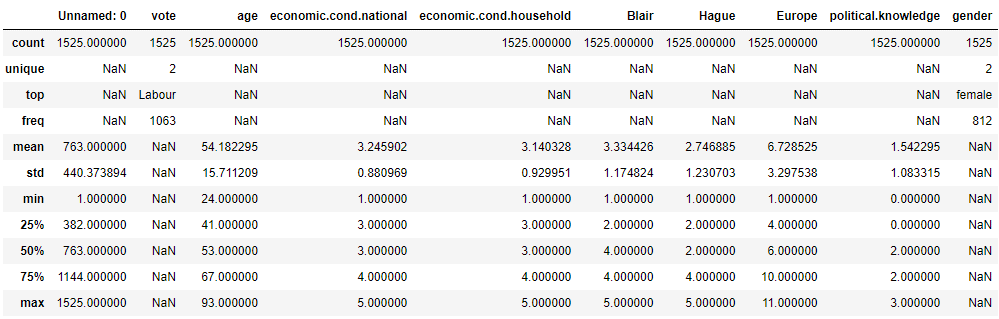 Unnamed: 0 vote age economic.cond.national economic.cond.household Blair Hague Europe political.knowledge gender
count 1525.000000 1525 1525.000000 1525.000000 1525.000000 1525.000000 1525.000000 1525.000000 1525.000000 1525
unique NaN 2 NaN NaN NaN NaN NaN NaN NaN 2
top NaN Labour NaN NaN NaN NaN NaN NaN NaN female
freq NaN 1063 NaN NaN NaN NaN NaN NaN NaN 812
mean 763.000000 NaN 54.182295 3.245902 3.140328 3.334426 2.746885 6.728525 1.542295 NaN
std 440.373894 NaN 15.711209 0.880969 0.929951 1.174824 1.230703 3.297538 1.083315 NaN
min 1.000000 NaN 24.000000 1.000000 1.000000 1.000000 1.000000 1.000000 0.000000 NaN
25% 382.000000 NaN 41.000000 3.000000 3.000000 2.000000 2.000000 4.000000 0.000000 NaN
50% 763.000000 NaN 53.000000 3.000000 3.000000 4.000000 2.000000 6.000000 2.000000 NaN
75% 1144.000000 NaN 67.000000 4.000000 4.000000 4.000000 4.000000 10.000000 2.000000 NaN
max 1525.000000 NaN 93.000000 5.000000 5.000000 5.000000 5.000000 11.000000 3.000000 NaN